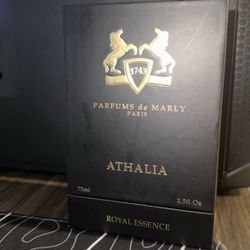 1743
PARFUMS de MARLY
PARIS
ATHALIA
75ml 2.5fl.Oz
ROYAL ESSENCE